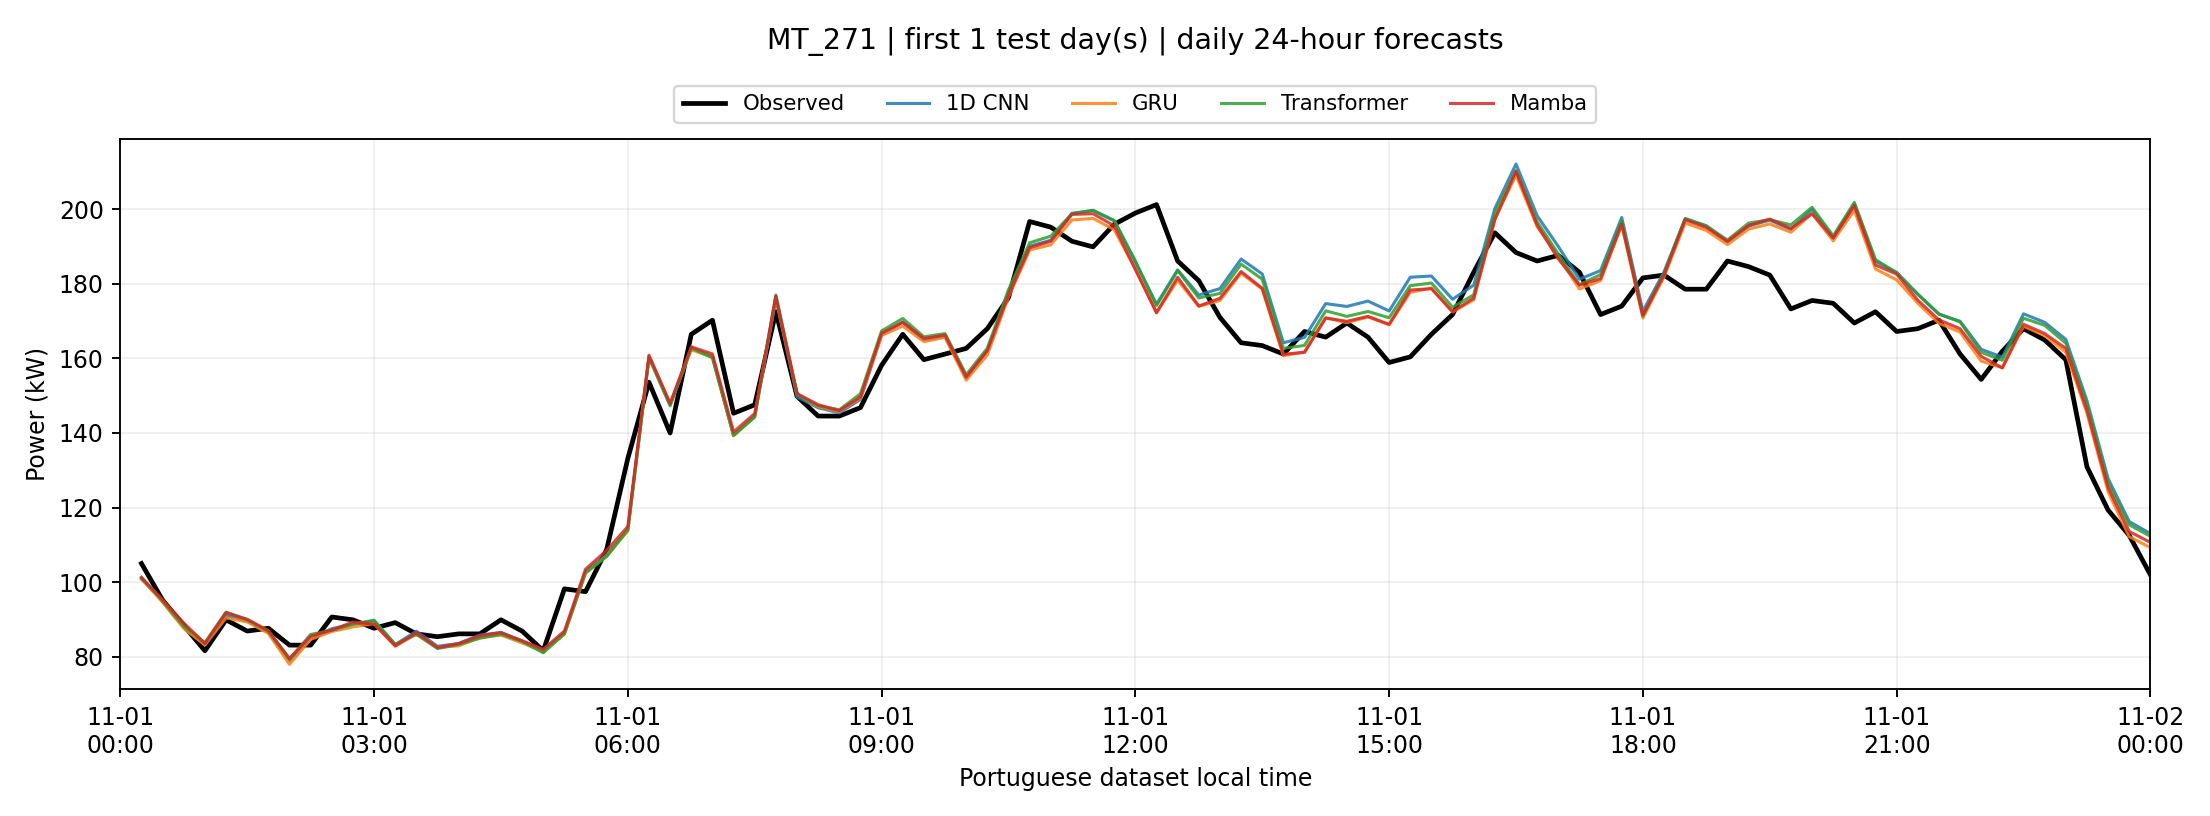 MT_271 | first 1 test day(s) | daily 24-hour forecasts
Observed 1D CNN GRU Transformer Mamba
Power (kW)
200
180
160
140
120
100
80
11-01 11-01 11-01 11-01 11-01 11-01 11-01 11-01 11-02
00:00 03:00 06:00 09:00 12:00 15:00 18:00 21:00 00:00
Portuguese dataset local time